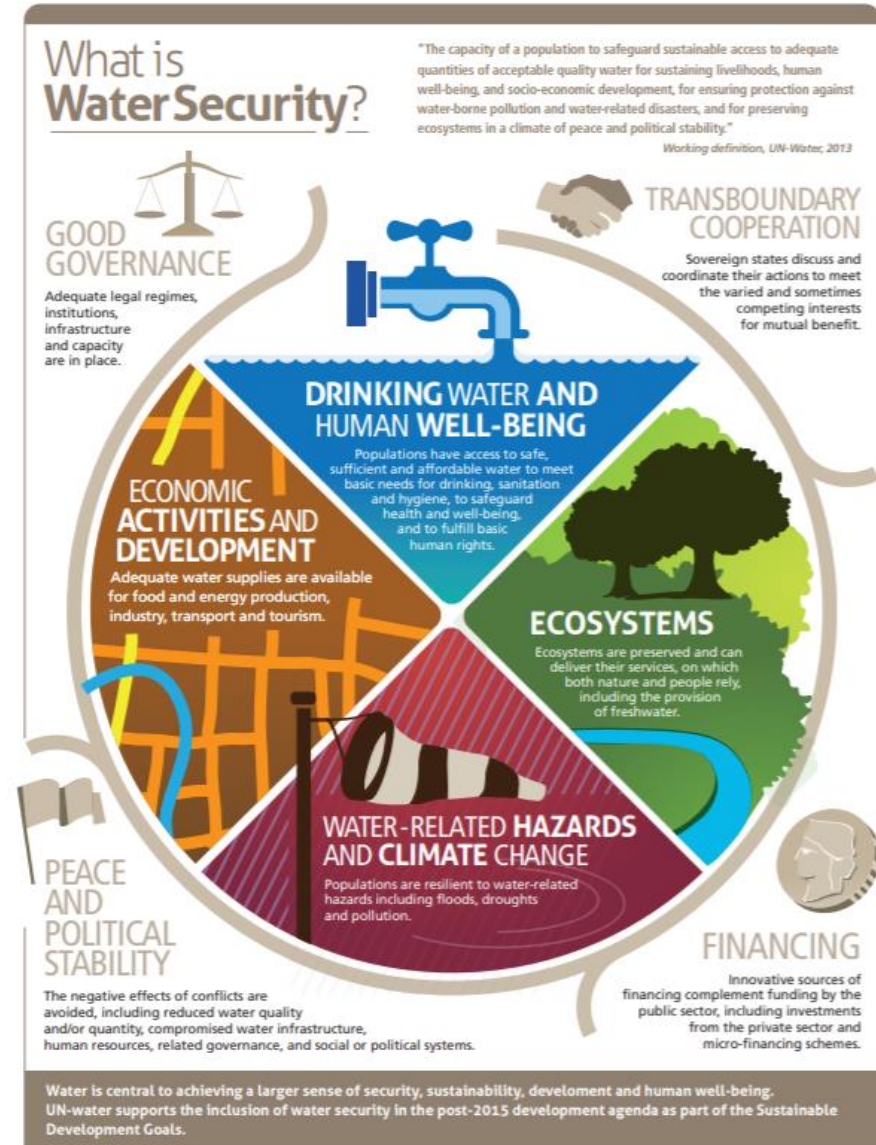 What is
Water Security?
"The capacity of a population to safeguard sustainable access to adequate
quantities of acceptable quality water for sustaining livelihoods, human
well-being, and socio-economic development, for ensuring protection against
water-borne pollution and water-related disasters, and for preserving
ecosystems in a climate of peace and political stability."
Working definition, UN-Water, 2013
GOOD
GOVERNANCE
Adequate legal regimes,
institutions,
infrastructure
and capacity
are in place.
TRANSBOUNDARY
COOPERATION
Sovereign states discuss and
coordinate their actions to meet
the varied and sometimes
competing interests
for mutual benefit.
DRINKING WATER AND
HUMAN WELL-BEING
Populations have access to safe,
sufficient and affordable water to meet
basic needs for drinking, sanitation
and hygiene, to safeguard
health and well-being,
and to fulfill basic
human rights.
ECONOMIC
ACTIVITIES AND
DEVELOPMENT
Adequate water supplies are available
for food and energy production,
industry, transport and tourism.
ECOSYSTEMS
Ecosystems are preserved and can
deliver their services, on which
both nature and people rely,
including the provision
of freshwater.
WATER-RELATED HAZARDS
AND CLIMATE CHANGE
Populations are resilient to water-related
hazards including floods, droughts
and pollution.
PEACE
AND
POLITICAL
STABILITY
The negative effects of conflicts are
avoided, including reduced water quality
and/or quantity, compromised water infrastructure,
human resources, related governance, and social or political systems.
FINANCING
Innovative sources of
financing complement funding by the
public sector, including investments
from the private sector and
micro-financing schemes.
Water is central to achieving a larger sense of security, sustainability, develoment and human well-being.
UN-water supports the inclusion of water security in the post-2015 development agenda as part of the Sustainable
Development Goals.